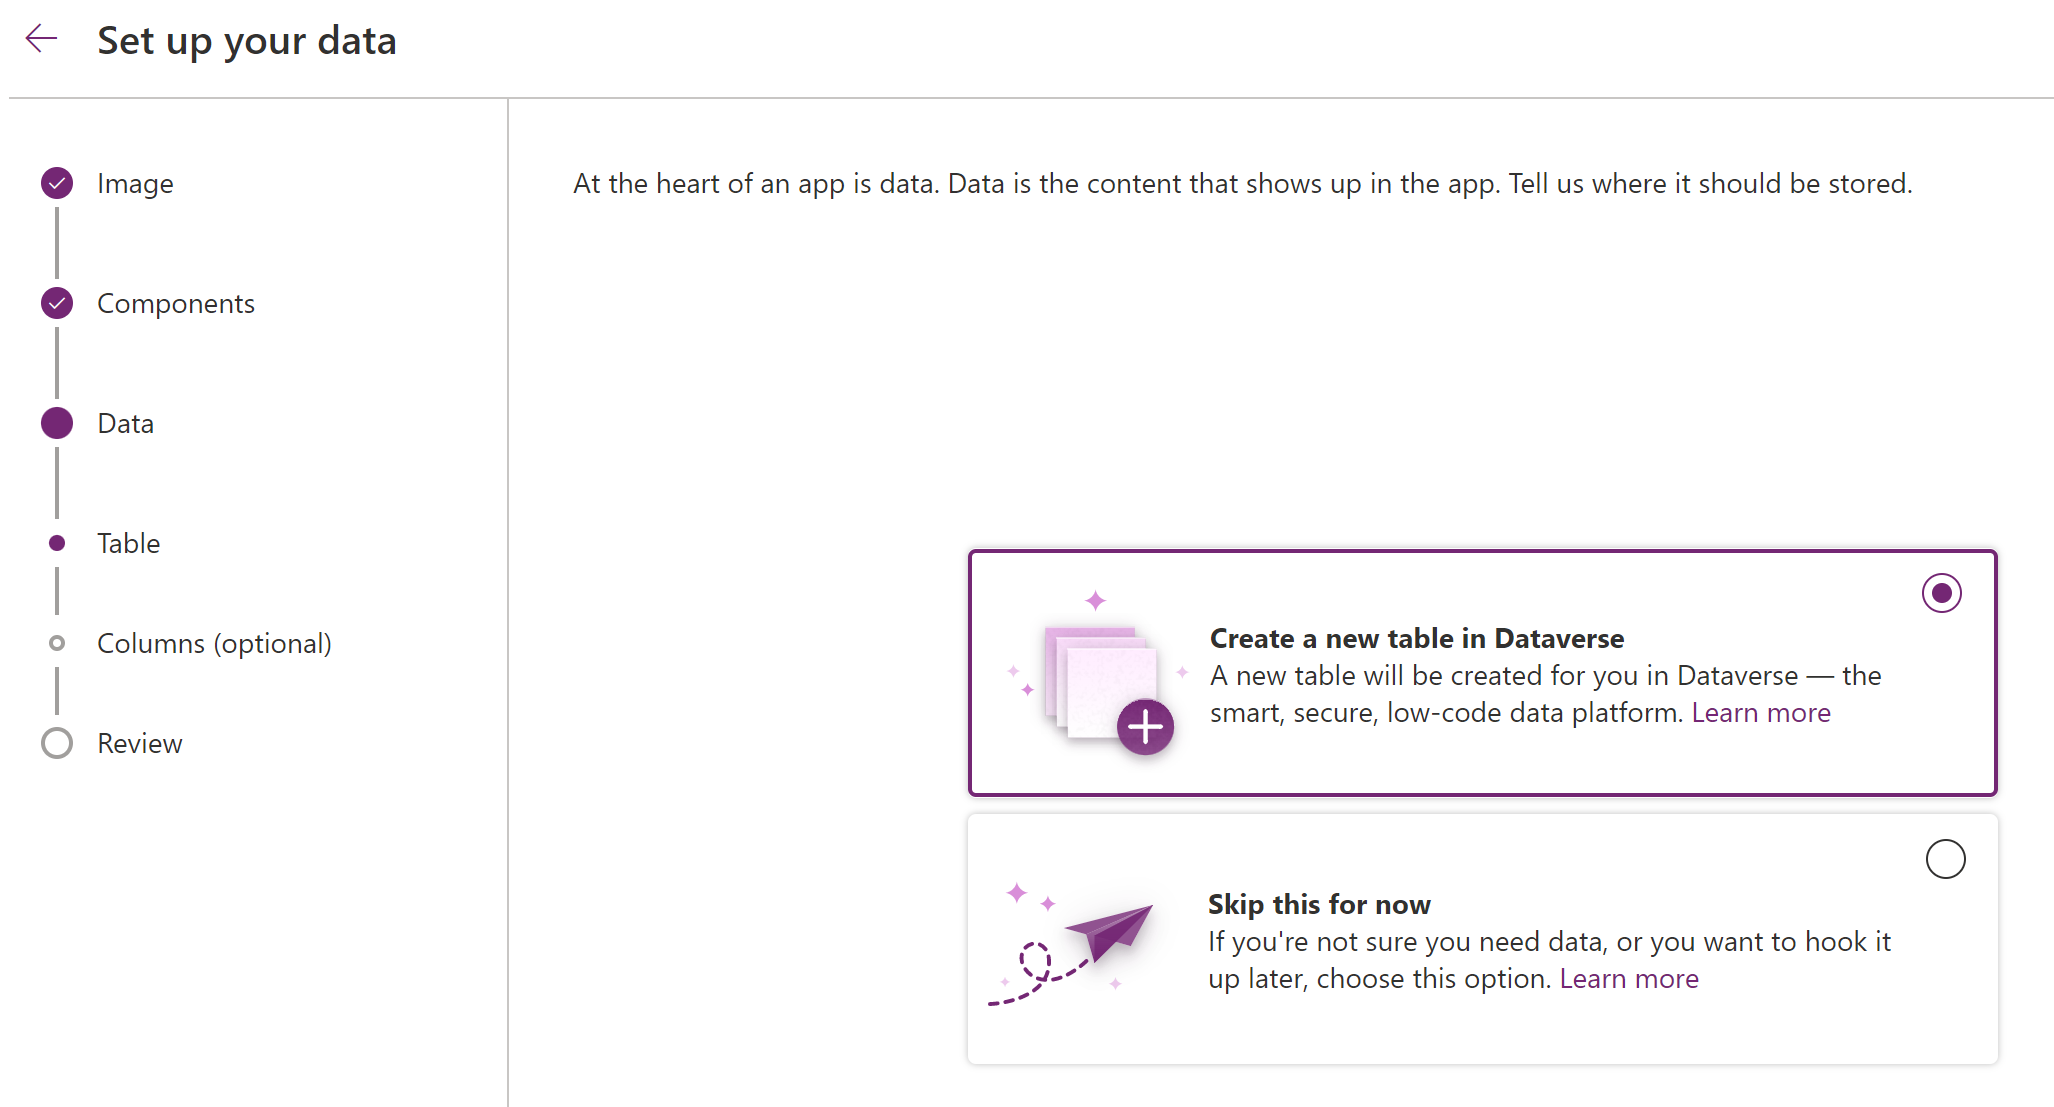 Set up your data
Image
Components
Data
Table
Columns (optional)
Review
At the heart of an app is data. Data is the content that shows up in the app. Tell us where it should be stored.
Create a new table in Dataverse
A new table will be created for you in Dataverse — the
smart, secure, low-code data platform. Learn more
Skip this for now
If you're not sure you need data, or you want to hook it
up later, choose this option. Learn more